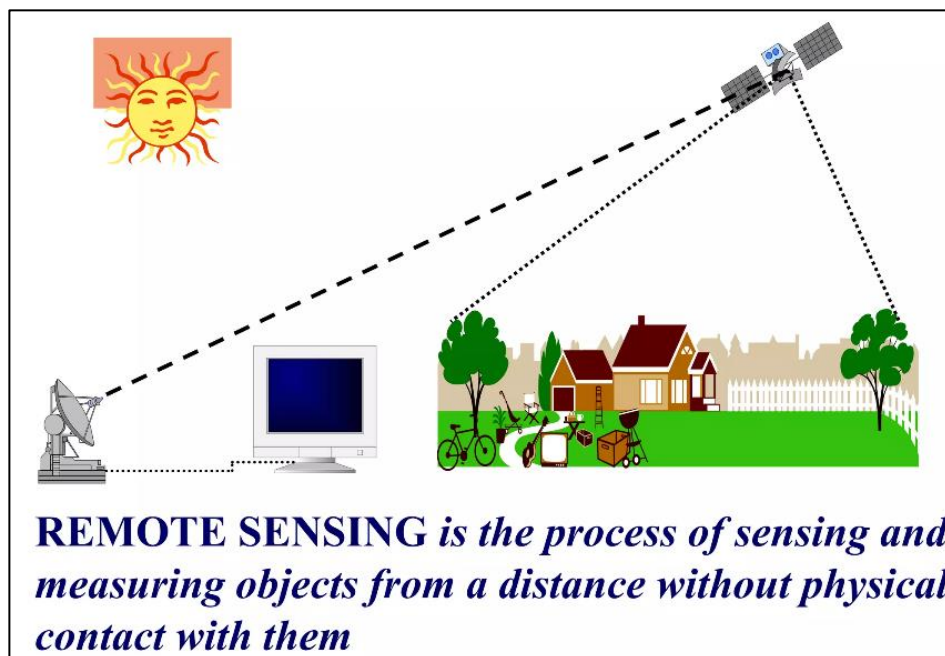 REMOTE SENSING is the process of sensing and
measuring objects from a distance without physical
contact with them